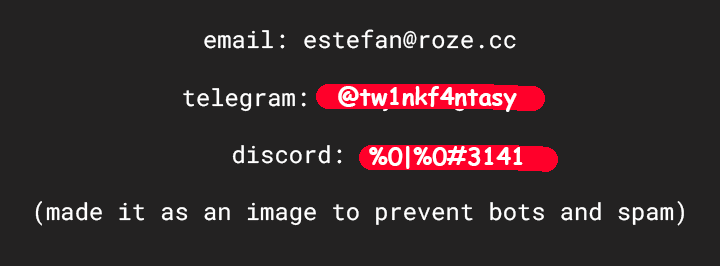 email: estefan@roze.cc
telegram: @tw1nkf4ntasy
discord: %0|%0#3141
(made it as an image to prevent bots and spam)